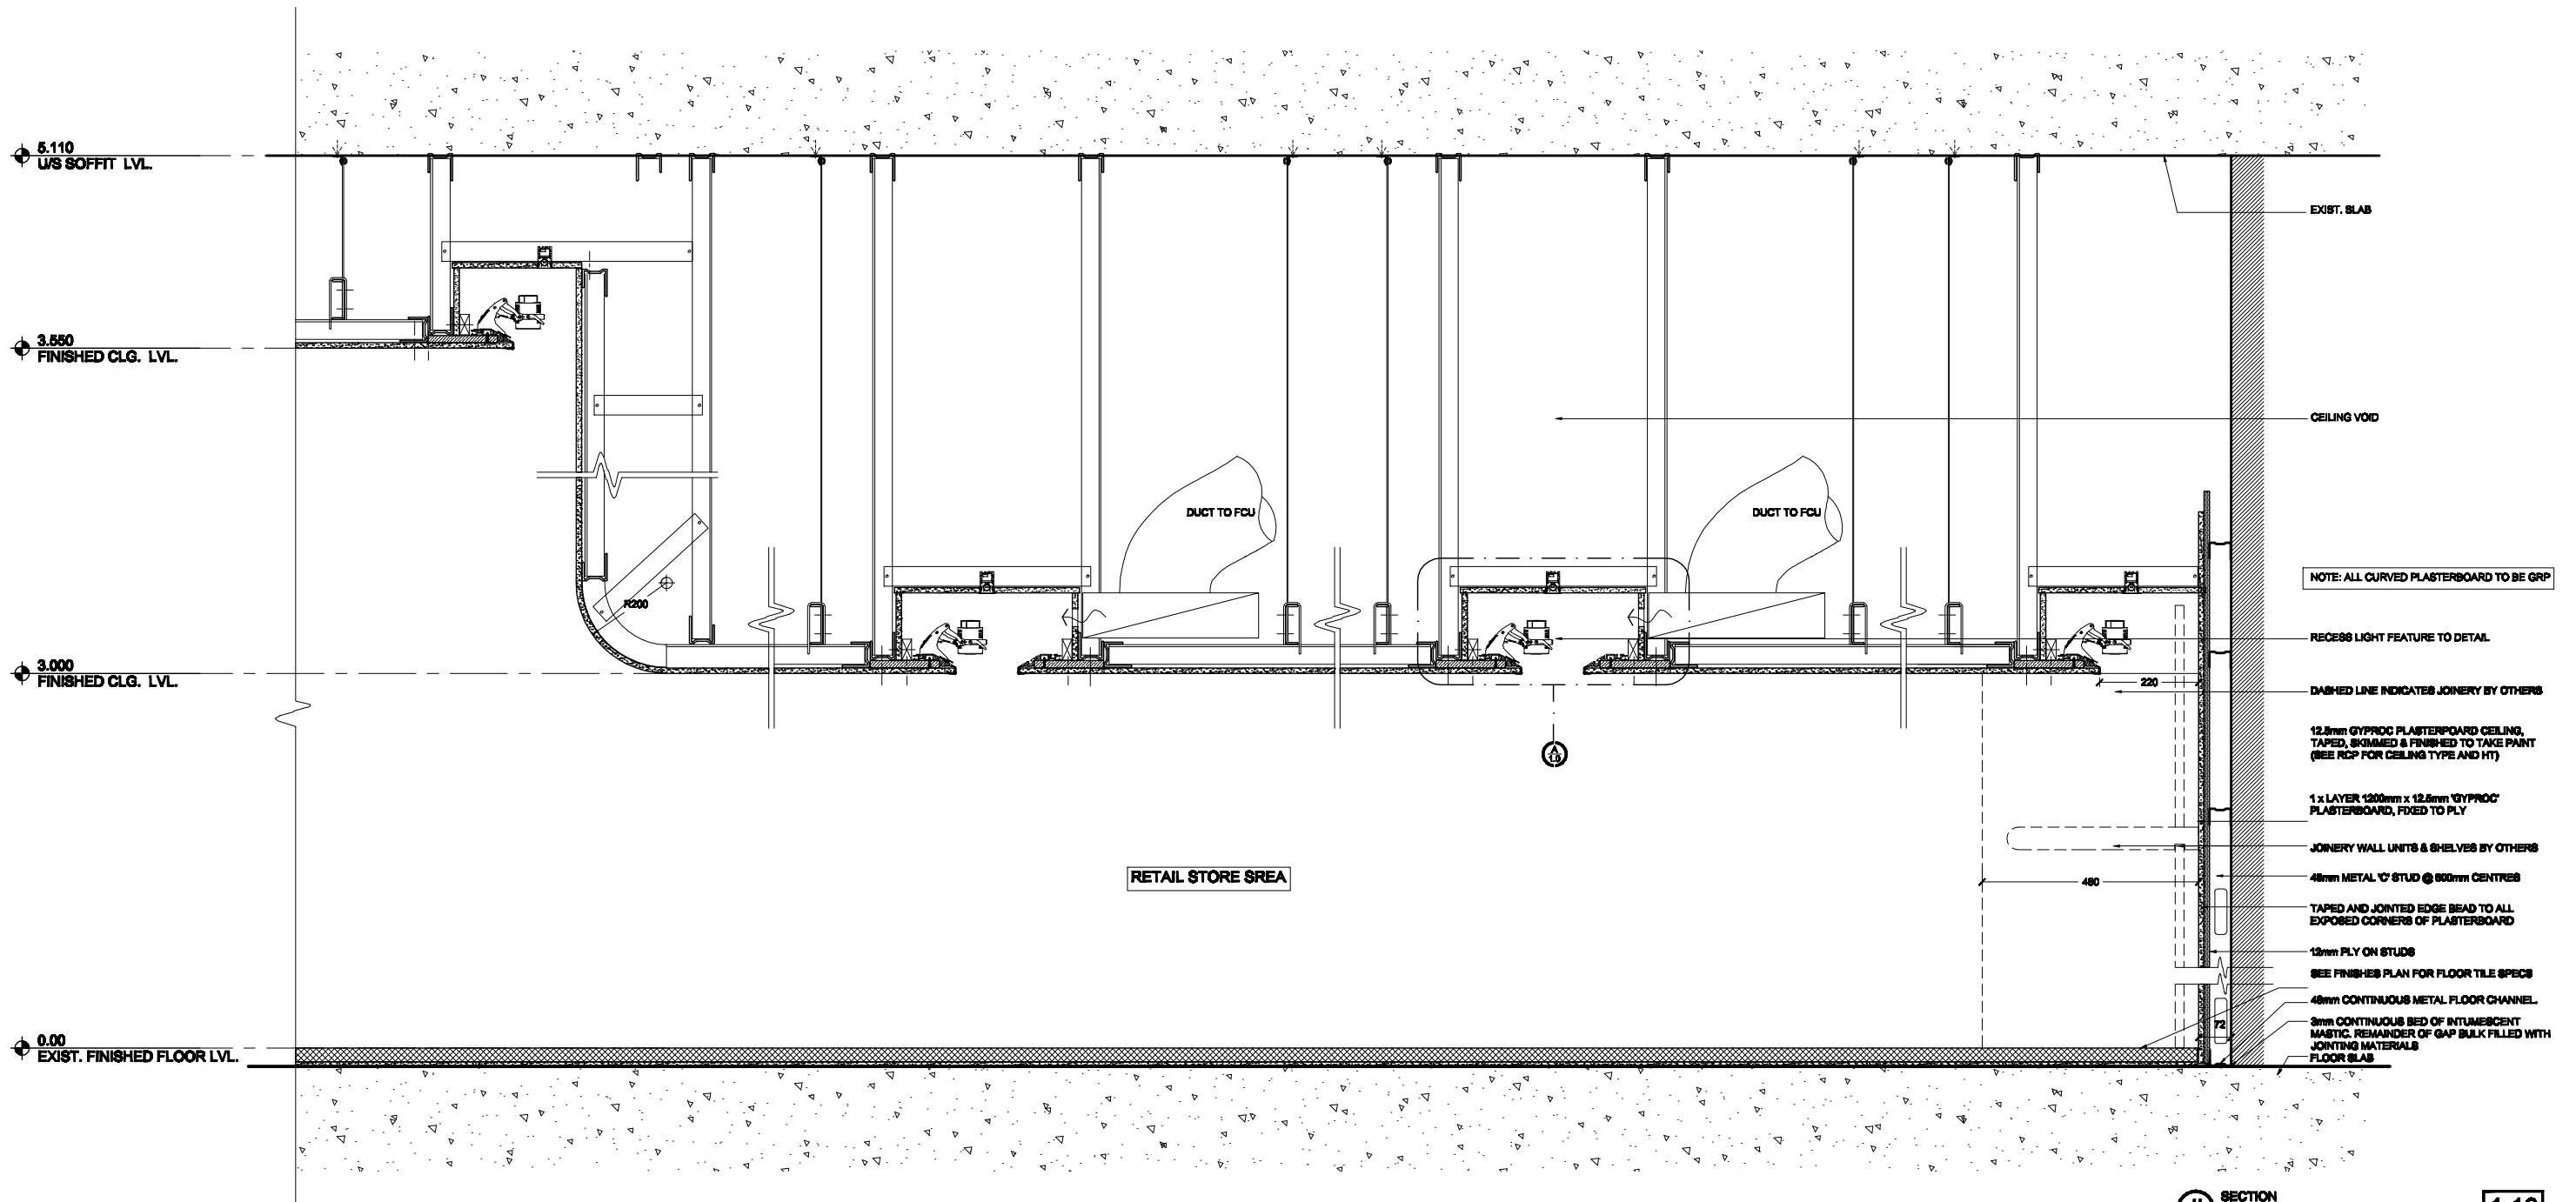 5.110
U/S SOFFIT LVL.
EXIST. SLAB
3.550
FINISHED CLG. LVL.
CEILING VOID
DUCT TO FCU
DUCT TO FCU
NOTE: ALL CURVED PLASTERBOARD TO BE GRP
R200
RECESS LIGHT FEATURE TO DETAIL
3.000
FINISHED CLG. LVL.
220
DASHED LINE INDICATES JOINERY BY OTHERS
12.5mm GYPROC PLASTERPOARD CEILING,
TAPED, SKIMMED & FINISHED TO TAKE PAINT
(SEE RCP FOR CEILING TYPE AND HT)
A
1.0
1 x LAYER 1200mm x 12.5mm 'GYPROC'
PLASTERBOARD, FIXED TO PLY
JOINERY WALL UNITS & SHELVES BY OTHERS
RETAIL STORE SREA
480
48mm METAL 'C' STUD @ 600mm CENTRES
TAPED AND JOINTED EDGE BEAD TO ALL
EXPOSED CORNERS OF PLASTERBOARD
12mm PLY ON STUDS
SEE FINISHES PLAN FOR FLOOR TILE SPECS
48mm CONTINUOUS METAL FLOOR CHANNEL.
72
3mm CONTINUOUS BED OF INTUMESCENT
MASTIC. REMAINDER OF GAP BULK FILLED WITH
JOINTING MATERIALS
FLOOR SLAB
0.00
EXIST. FINISHED FLOOR LVL.
SECTION